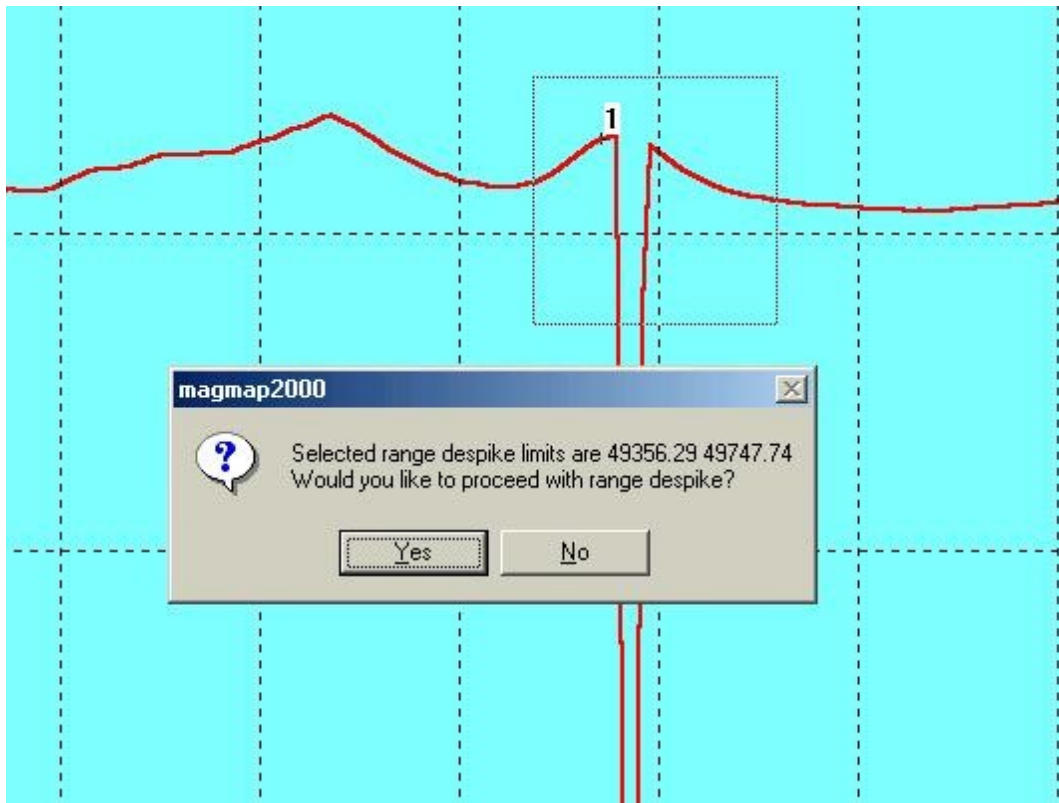 1
magmap2000
Selected range despike limits are 49356.29 49747.74
Would you like to proceed with range despike?
Yes
No